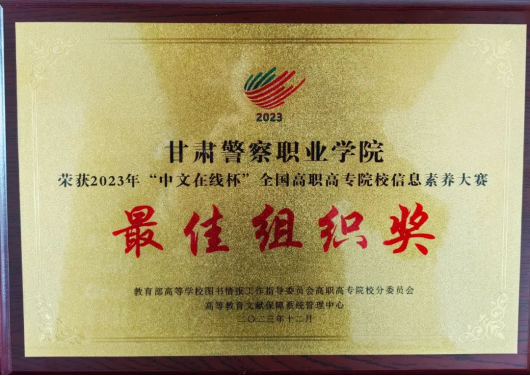 2023
甘肃警察职业学院
荣获2023年“中文在线杯”全国高职高专院校信息素养大赛
最佳组织奖
教育部高等学校图书情报工作指导委员会高职高专院校分委员会
高等教育文献保障系统管理中心
二〇二三年十二月